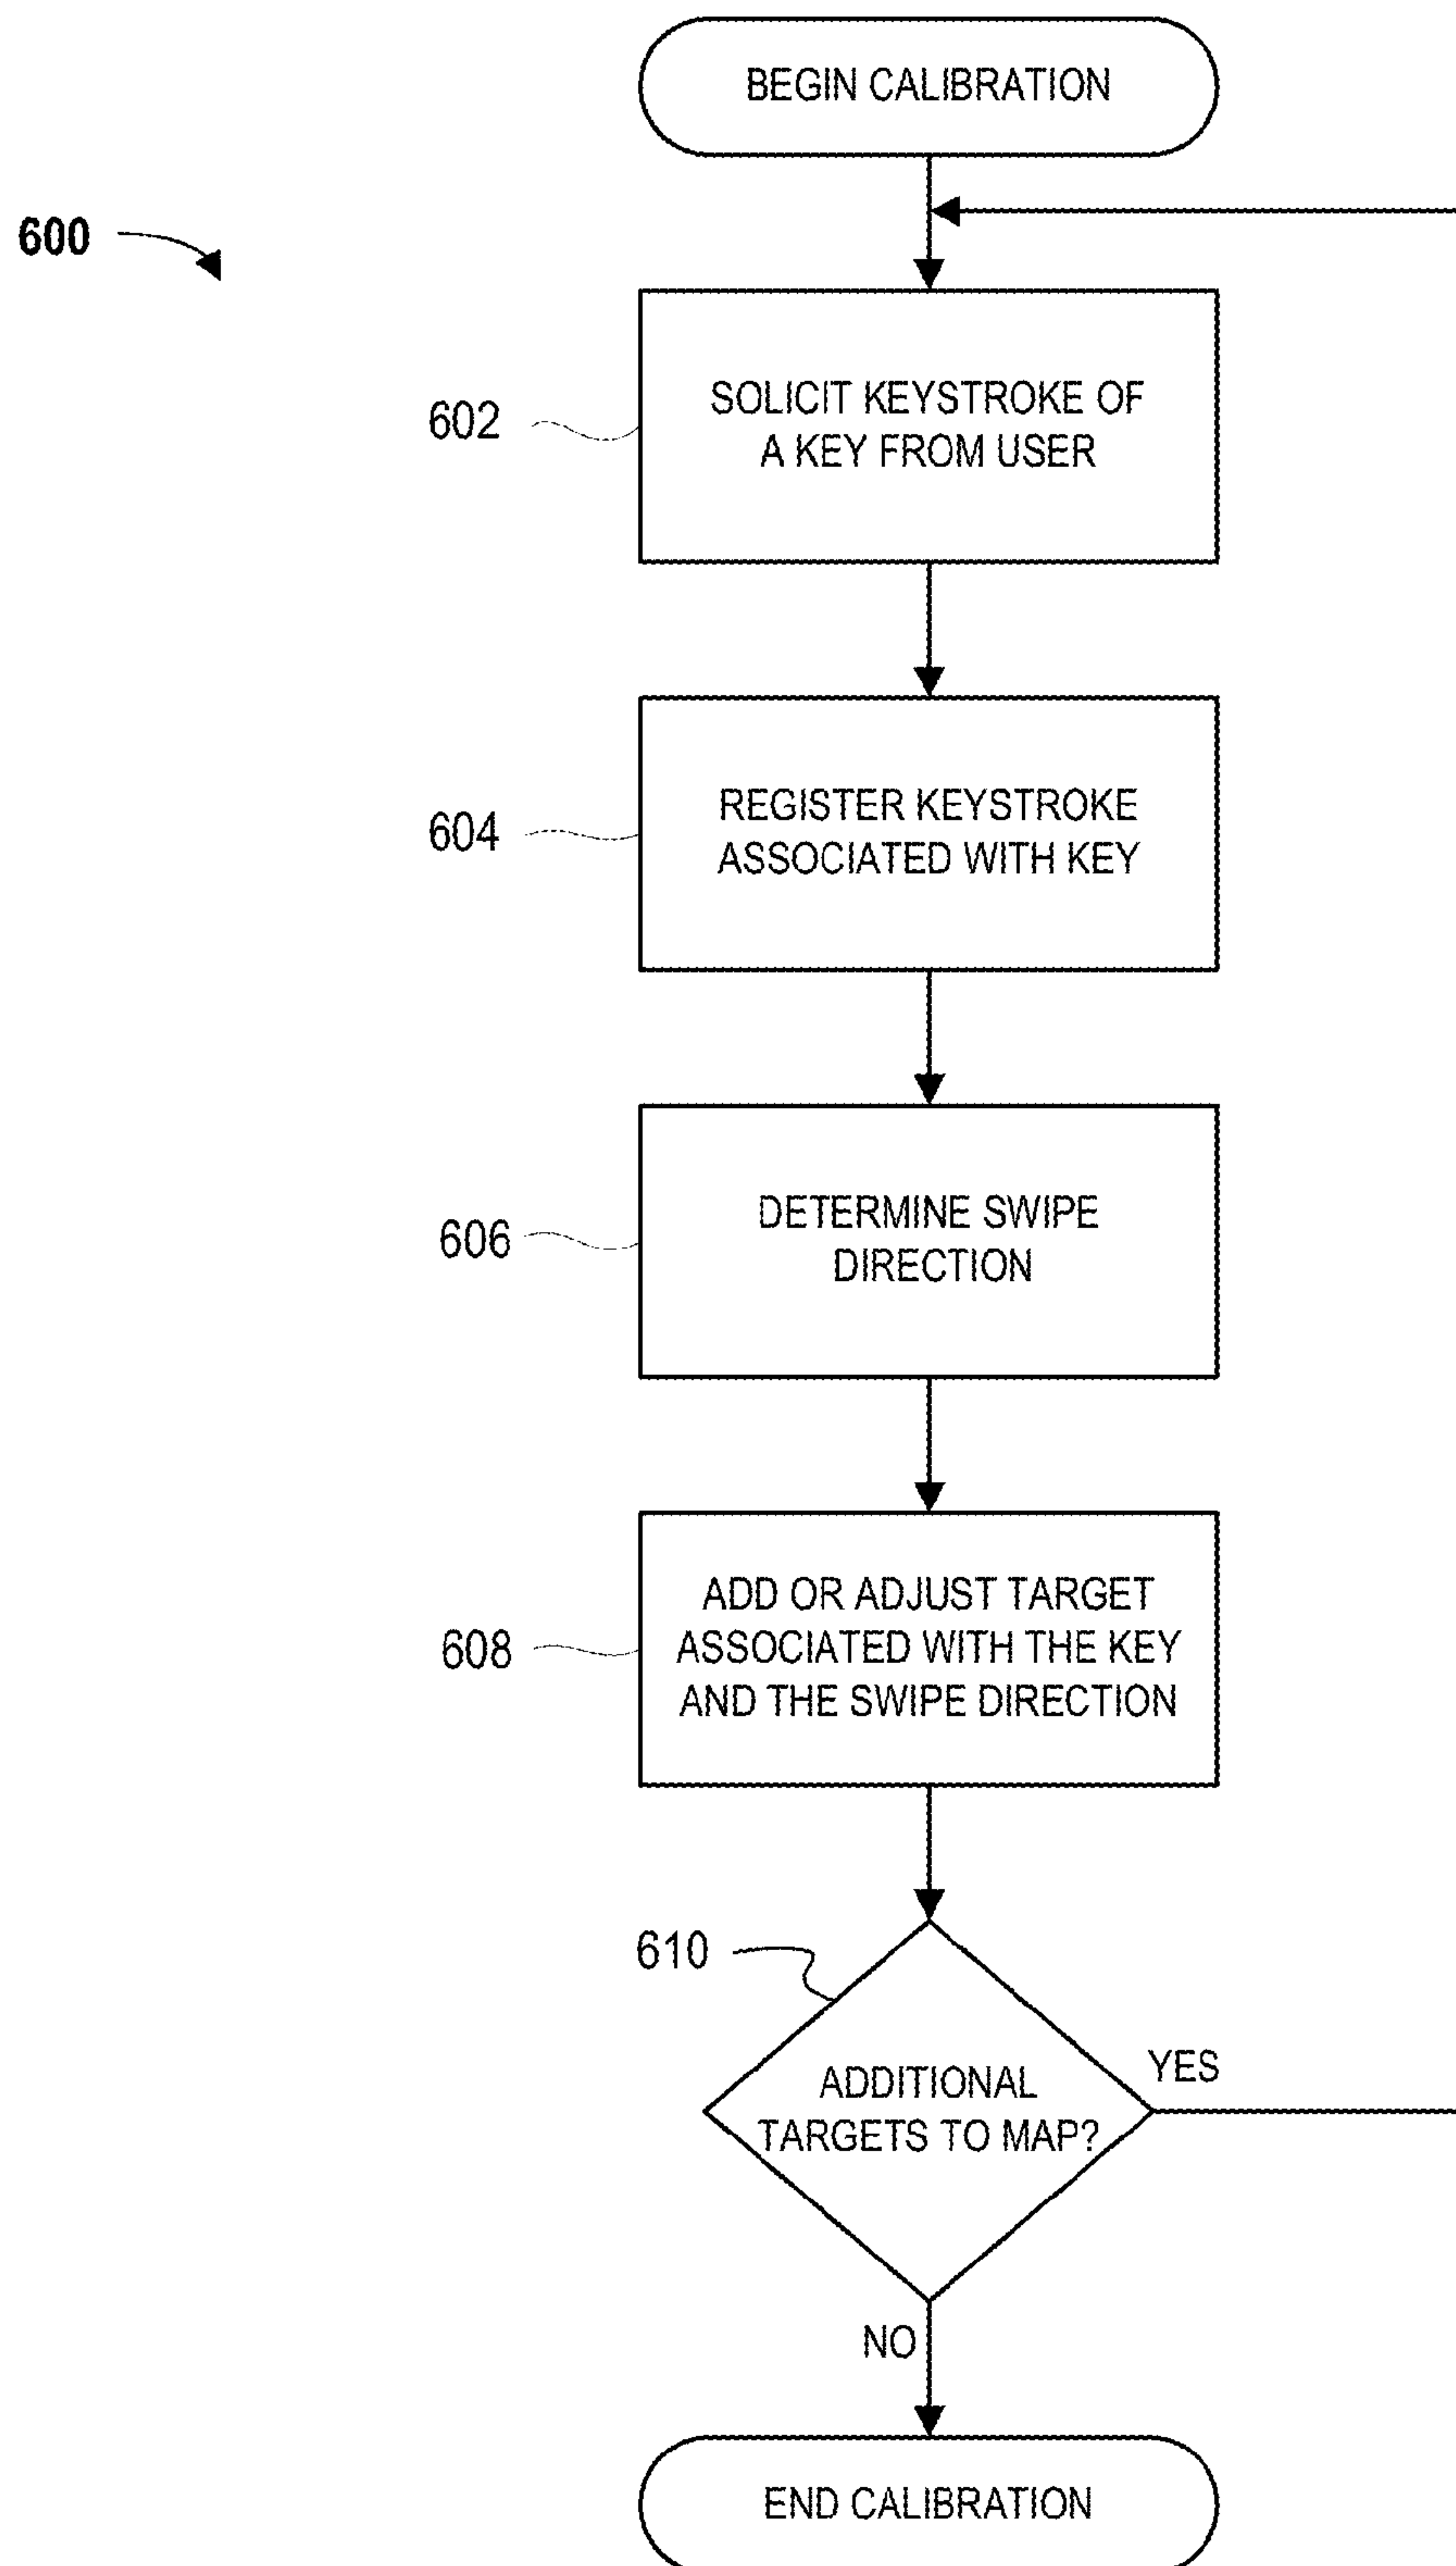 BEGIN CALIBRATION
600
602
SOLICIT KEYSTROKE OF
A KEY FROM USER
604
REGISTER KEYSTROKE
ASSOCIATED WITH KEY
606
DETERMINE SWIPE
DIRECTION
608
ADD OR ADJUST TARGET
ASSOCIATED WITH THE KEY
AND THE SWIPE DIRECTION
610
ADDITIONAL
TARGETS TO MAP?
YES
NO
END CALIBRATION